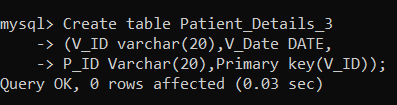 mysql> Create table Patient_Details_3
    -> (V_ID varchar(20),V_Date DATE,
    -> P_ID Varchar(20),Primary key(V_ID));
Query OK, 0 rows affected (0.03 sec)